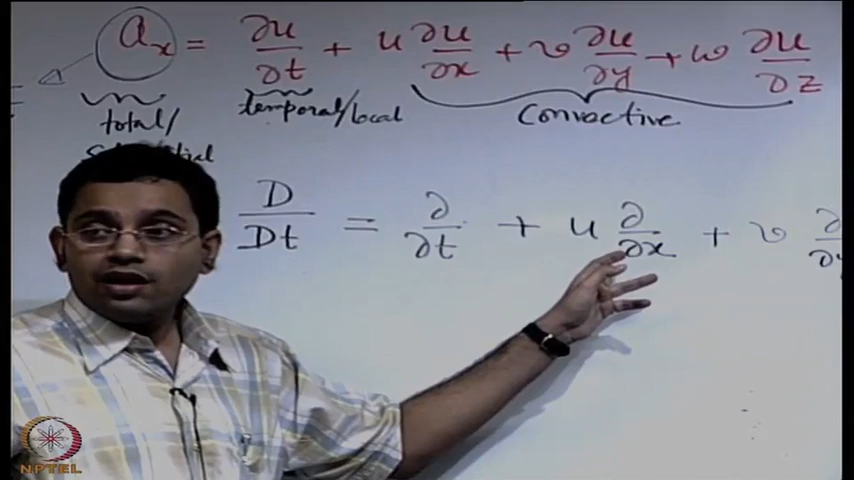 aₓ = ∂u/∂t + u ∂u/∂x + v ∂u/∂y + w ∂u/∂z
total/ temporal/local Convective
D/Dt = ∂/∂t + u ∂/∂x + v
NPTEL